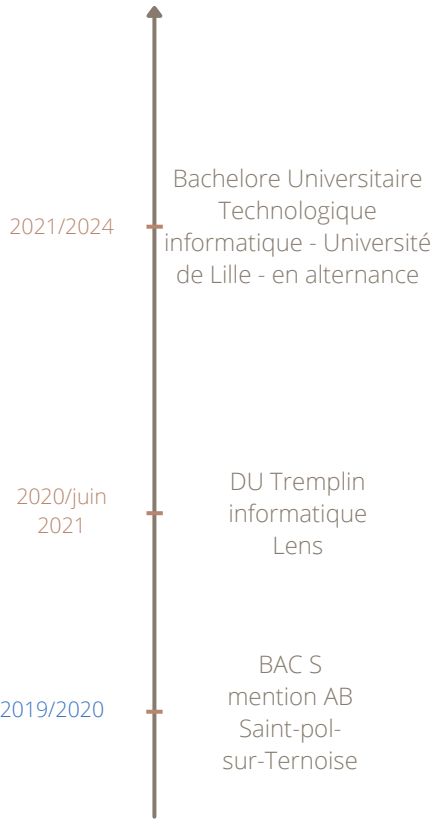 2021/2024
Bachelore Universitaire
Technologique
informatique - Université
de Lille - en alternance
2020/juin
2021
DU Tremplin
informatique
Lens
2019/2020
BAC S
mention AB
Saint-pol-
sur-Ternoise